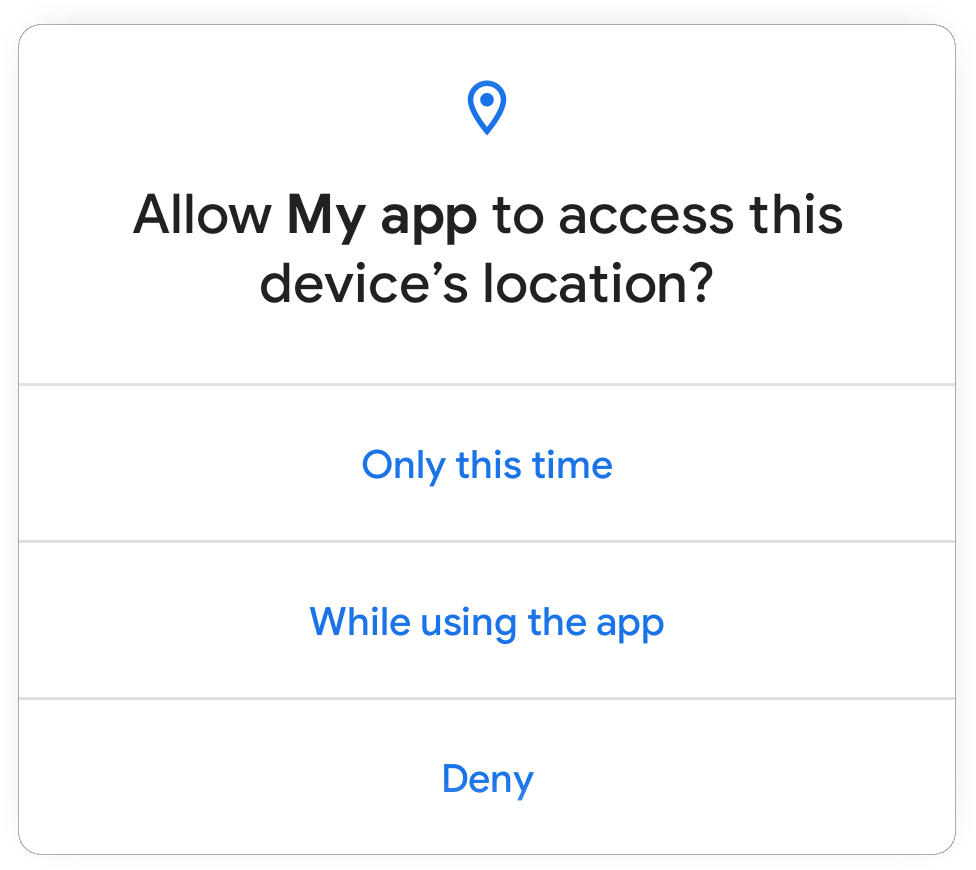 Allow My app to access this
device’s location?
Only this time
While using the app
Deny